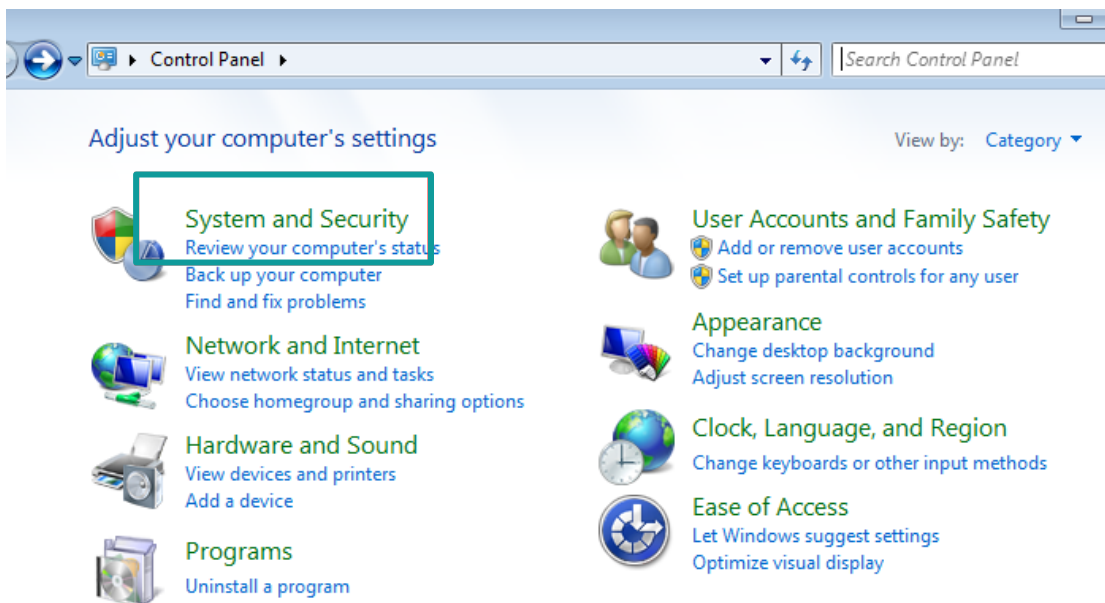 Control Panel
Search Control Panel
Adjust your computer's settings
View by: Category
System and Security
Review your computer's status
Back up your computer
Find and fix problems
Network and Internet
View network status and tasks
Choose homegroup and sharing options
Hardware and Sound
View devices and printers
Add a device
Programs
Uninstall a program
User Accounts and Family Safety
Add or remove user accounts
Set up parental controls for any user
Appearance
Change desktop background
Adjust screen resolution
Clock, Language, and Region
Change keyboards or other input methods
Ease of Access
Let Windows suggest settings
Optimize visual display